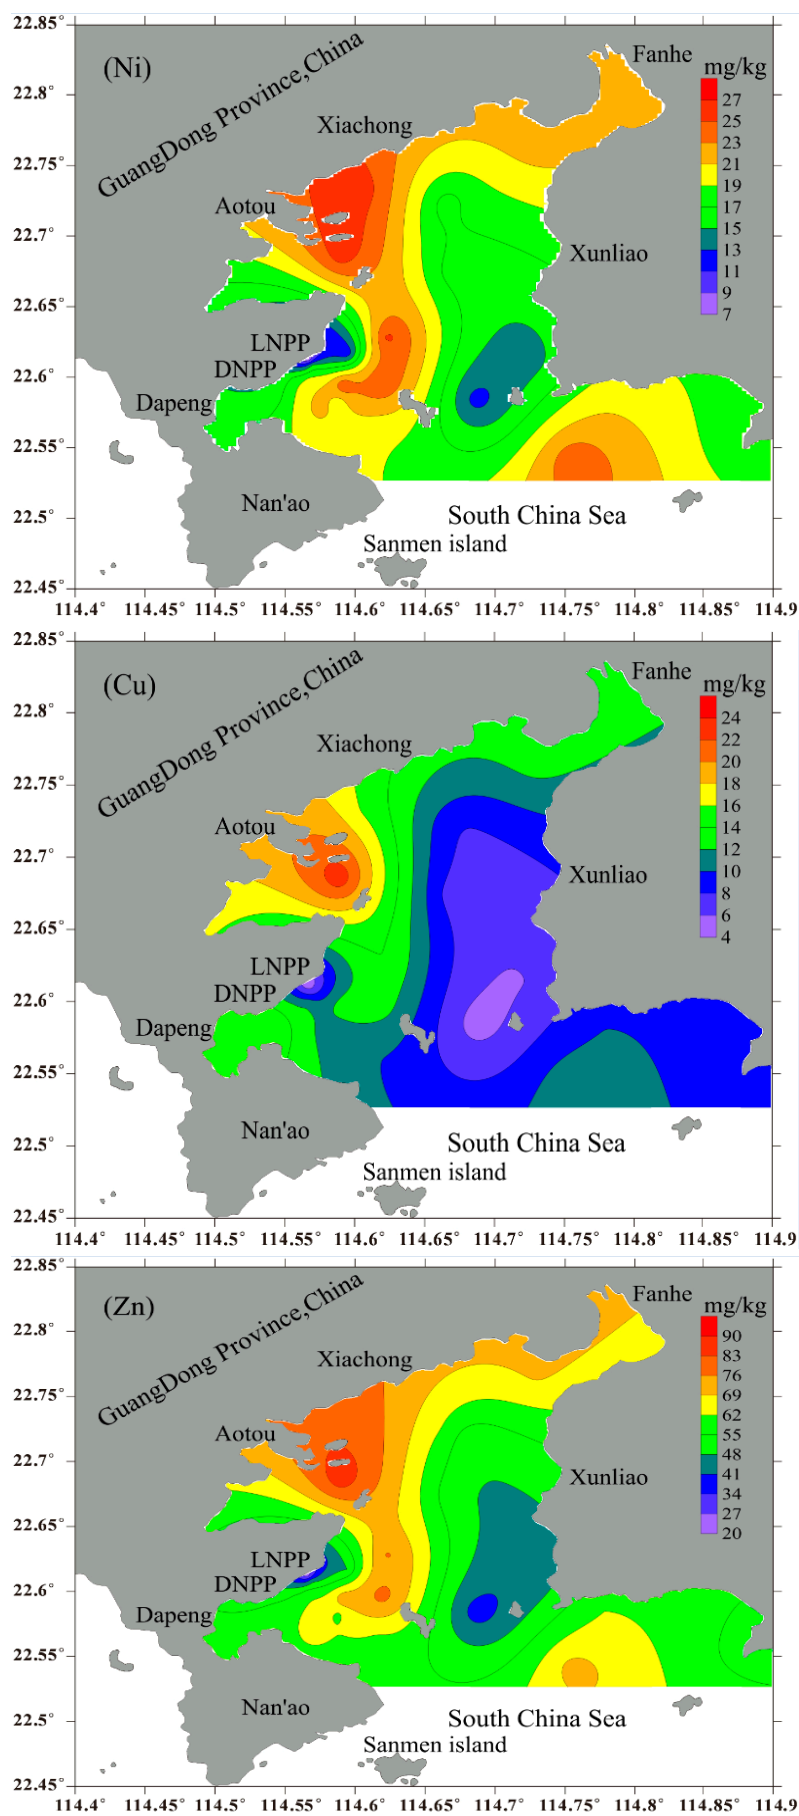 22.85°
(Ni)
GuangDong Province,China
Fanhe
mg/kg
27
25
23
21
19
17
15
13
11
9
7
22.8°
Xiachong
22.75°
Aotou
22.7°
Xunliao
22.65°
LNPP
DNPP
22.6°
Dapeng
22.55°
Nan'ao
South China Sea
22.5°
Sanmen island
22.45°
114.4° 114.45° 114.5° 114.55° 114.6° 114.65° 114.7° 114.75° 114.8° 114.85° 114.9
22.85°
(Cu)
GuangDong Province,China
Fanhe
mg/kg
24
22
20
18
16
14
12
10
8
6
4
22.8°
Xiachong
22.75°
Aotou
22.7°
Xunliao
22.65°
LNPP
DNPP
22.6°
Dapeng
22.55°
Nan'ao
South China Sea
22.5°
Sanmen island
22.45°
114.4° 114.45° 114.5° 114.55° 114.6° 114.65° 114.7° 114.75° 114.8° 114.85° 114.9
22.85°
(Zn)
GuangDong Province,China
Fanhe
mg/kg
90
83
76
69
62
55
48
41
34
27
20
22.8°
Xiachong
22.75°
Aotou
22.7°
Xunliao
22.65°
LNPP
DNPP
22.6°
Dapeng
22.55°
Nan'ao
South China Sea
22.5°
Sanmen island
22.45°
114.4° 114.45° 114.5° 114.55° 114.6° 114.65° 114.7° 114.75° 114.8° 114.85° 114.9